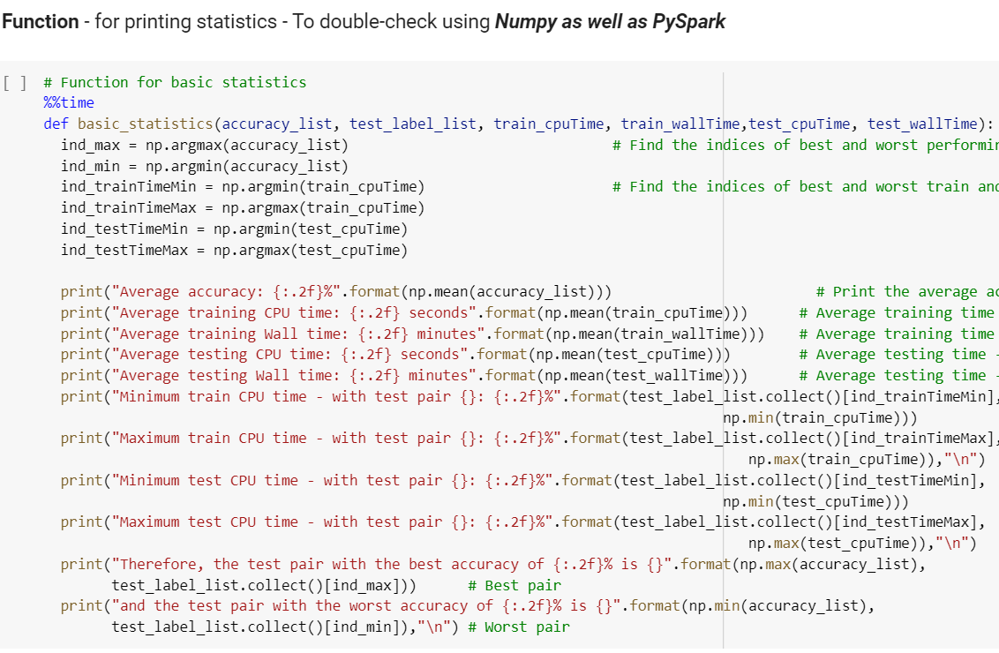 Function - for printing statistics - To double-check using Numpy as well as PySpark
[ ] # Function for basic statistics
%%time
def basic_statistics(accuracy_list, test_label_list, train_cpuTime, train_wallTime,test_cpuTime, test_wallTime):
ind_max = np.argmax(accuracy_list) # Find the indices of best and worst performin
ind_min = np.argmin(accuracy_list)
ind_trainTimeMin = np.argmin(train_cpuTime) # Find the indices of best and worst train and
ind_trainTimeMax = np.argmax(train_cpuTime)
ind_testTimeMin = np.argmin(test_cpuTime)
ind_testTimeMax = np.argmax(test_cpuTime)
print("Average accuracy: {:.2f}%".format(np.mean(accuracy_list))) # Print the average ac
print("Average training CPU time: {:.2f} seconds".format(np.mean(train_cpuTime))) # Average training time
print("Average training Wall time: {:.2f} minutes".format(np.mean(train_wallTime))) # Average training time
print("Average testing CPU time: {:.2f} seconds".format(np.mean(test_cpuTime))) # Average testing time -
print("Average testing Wall time: {:.2f} minutes".format(np.mean(test_wallTime))) # Average testing time -
print("Minimum train CPU time - with test pair {}: {:.2f}%".format(test_label_list.collect()[ind_trainTimeMin],
np.min(train_cpuTime)))
print("Maximum train CPU time - with test pair {}: {:.2f}%".format(test_label_list.collect()[ind_trainTimeMax],
np.max(train_cpuTime)),"\n")
print("Minimum test CPU time - with test pair {}: {:.2f}%".format(test_label_list.collect()[ind_testTimeMin],
np.min(test_cpuTime)))
print("Maximum test CPU time - with test pair {}: {:.2f}%".format(test_label_list.collect()[ind_testTimeMax],
np.max(test_cpuTime)),"\n")
print("Therefore, the test pair with the best accuracy of {:.2f}% is {}".format(np.max(accuracy_list),
test_label_list.collect()[ind_max])) # Best pair
print("and the test pair with the worst accuracy of {:.2f}% is {}".format(np.min(accuracy_list),
test_label_list.collect()[ind_min]),"\n") # Worst pair